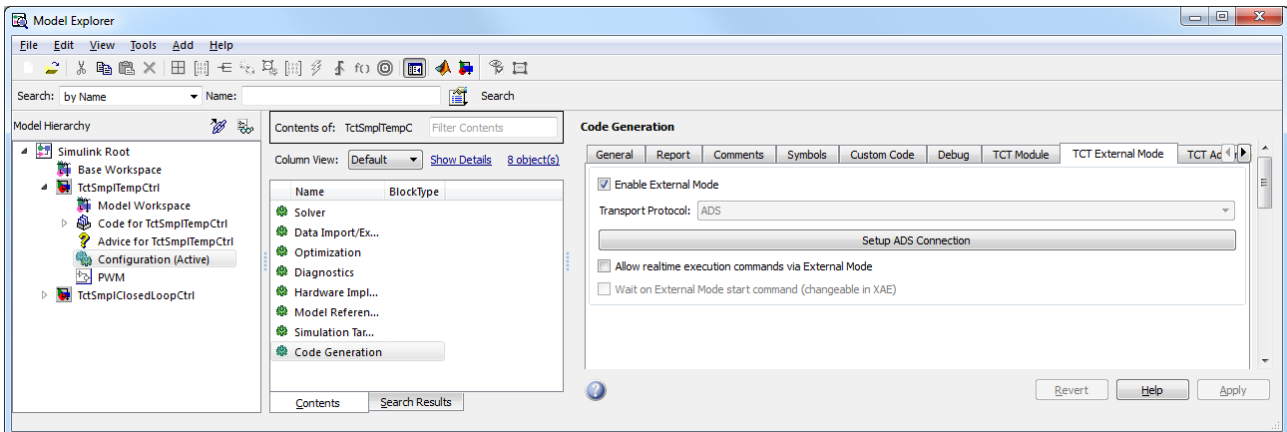 Model Explorer
File Edit View Tools Add Help
Search: by Name Name: Search
Model Hierarchy
Simulink Root
Base Workspace
TctSmplTempCtrl
Model Workspace
Code for TctSmplTempCtrl
Advice for TctSmplTempCtrl
Configuration (Active)
PWM
TctSmplClosedLoopCtrl
Contents of: TctSmplTempC Filter Contents
Column View: Default Show Details 8 object(s)
Name BlockType
Solver
Data Import/Ex...
Optimization
Diagnostics
Hardware Impl...
Model Referen...
Simulation Tar...
Code Generation
Contents Search Results
Code Generation
General Report Comments Symbols Custom Code Debug TCT Module TCT External Mode TCT Ad
Enable External Mode
Transport Protocol: ADS
Setup ADS Connection
Allow realtime execution commands via External Mode
Wait on External Mode start command (changeable in XAE)
Revert Help Apply